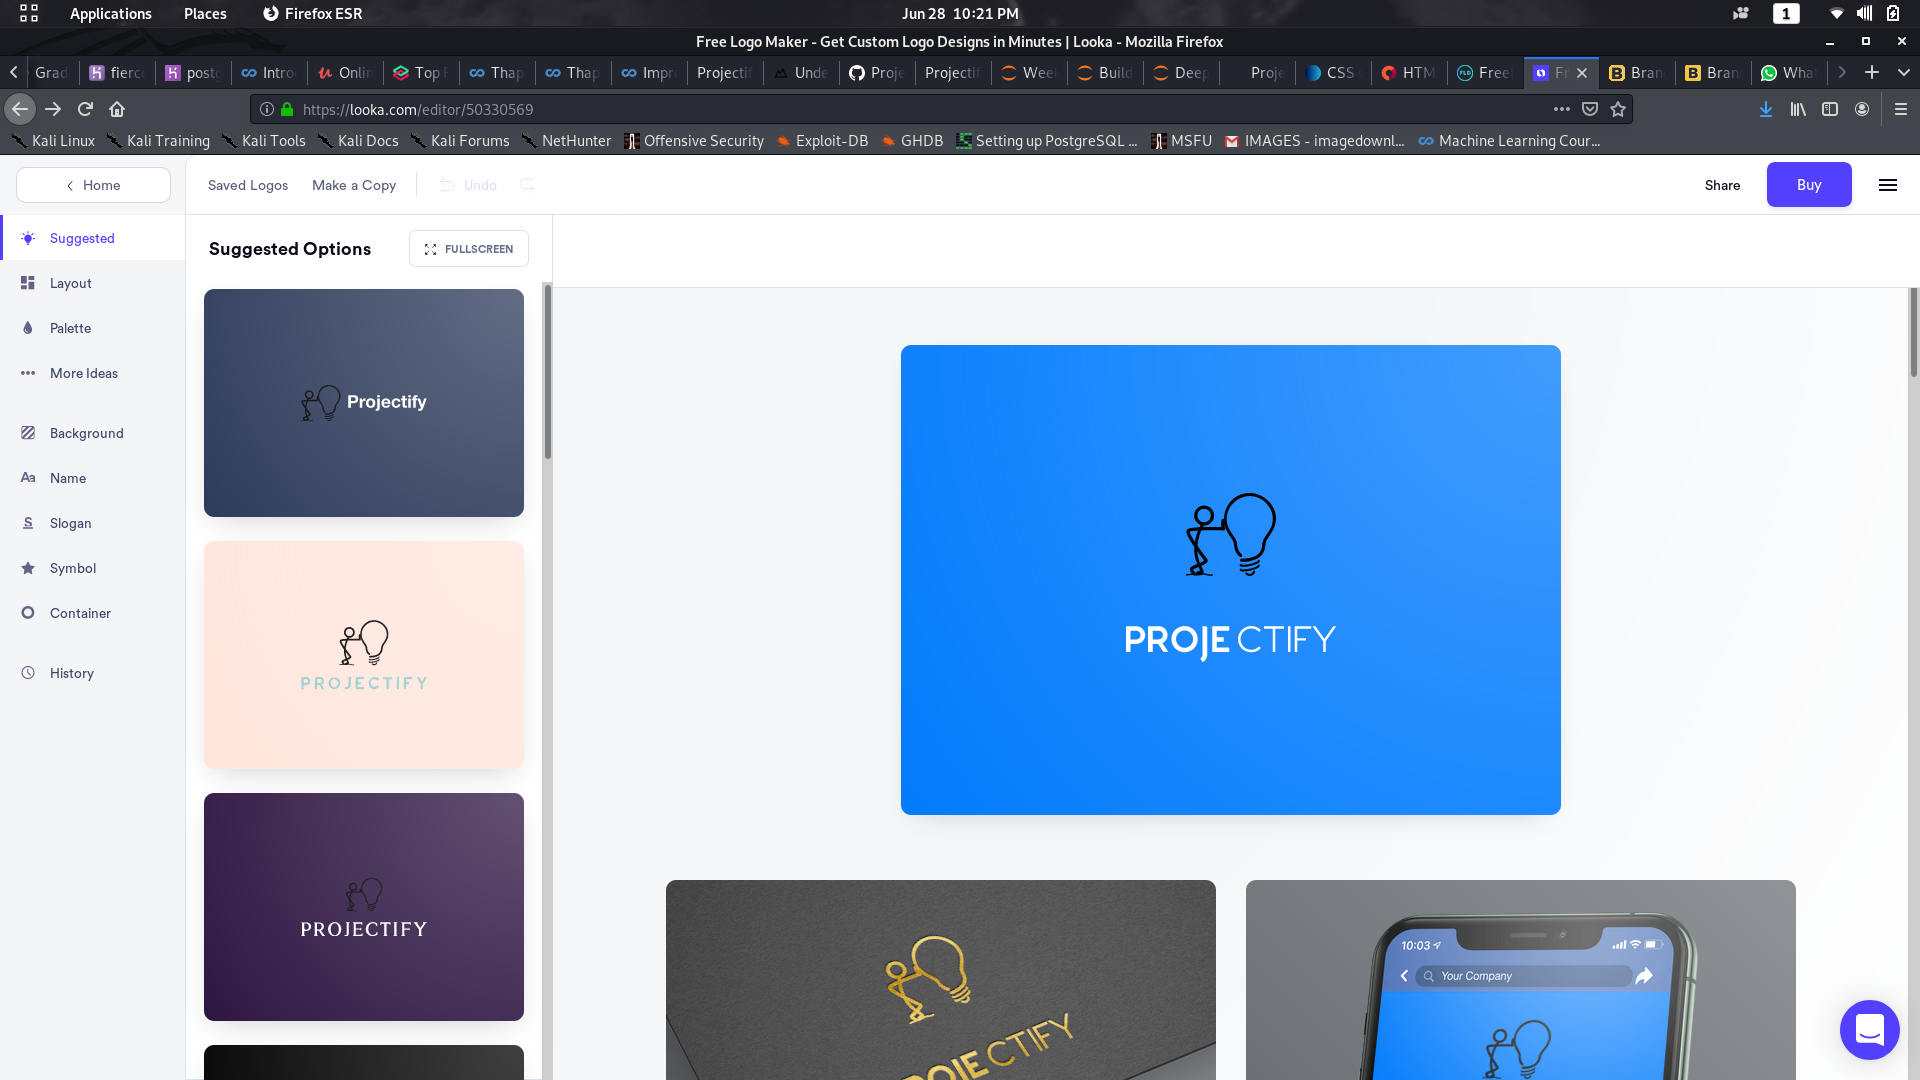 Applications Places Firefox ESR Jun 28 10:21 PM 1
Free Logo Maker - Get Custom Logo Designs in Minutes | Looka - Mozilla Firefox
Grad fierc postg Intro Onlin Top Thap Thap Impr Projectif Unde Proje Projectif Wee Build Deep Proje CSS HTM Free Fr Bran Bran What
https://looka.com/editor/50330569
Kali Linux Kali Training Kali Tools Kali Docs Kali Forums NetHunter Offensive Security Exploit-DB GHDB Setting up PostgreSQL ... MSFU IMAGES - imagedownl... Machine Learning Cour...
Home Saved Logos Make a Copy Undo Share Buy
Suggested
Layout
Palette
More Ideas
Background
Aa Name
S Slogan
Symbol
Container
History
Suggested Options FULLSCREEN
Projectify
PROJECTIFY
PROJECTIFY
PROJECTIFY
PROJECTIFY
10:03
Your Company